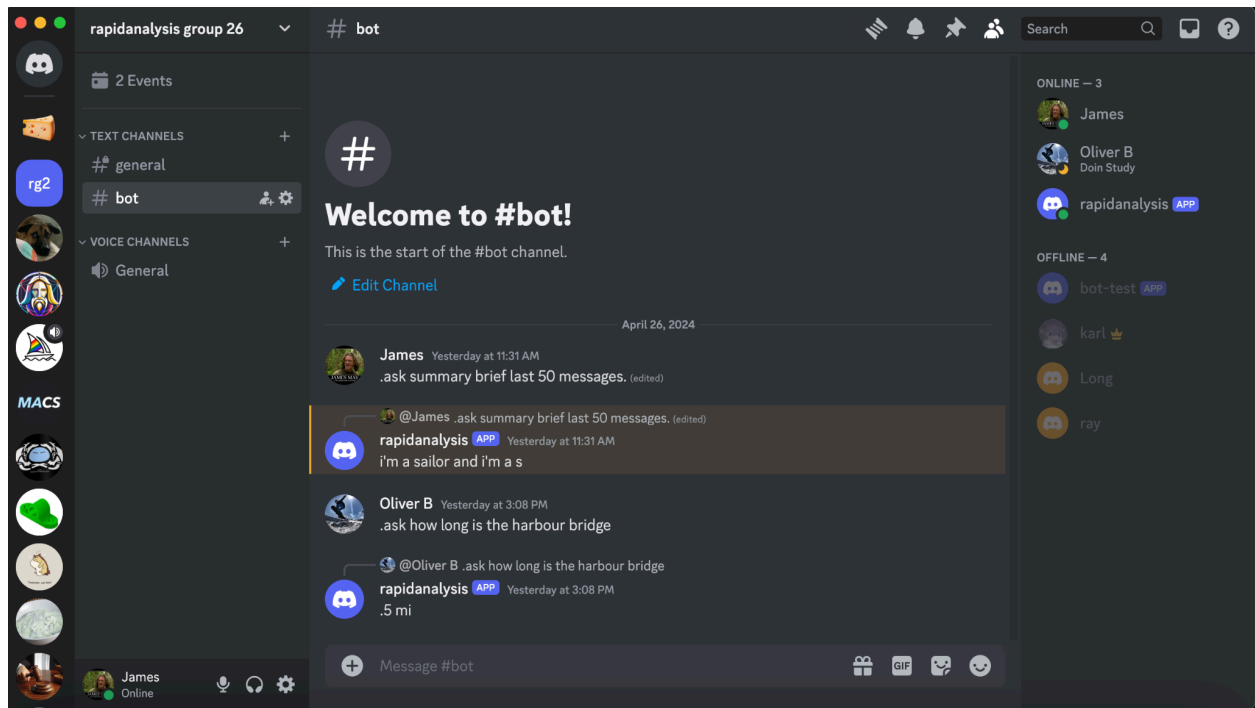 rapidanalysis group 26
# bot
Search
2 Events
TEXT CHANNELS
general
bot
VOICE CHANNELS
General
rg2
MACS
#
Welcome to #bot!
This is the start of the #bot channel.
Edit Channel
April 26, 2024
James Yesterday at 11:31 AM
.ask summary brief last 50 messages. (edited)
@James .ask summary brief last 50 messages. (edited)
rapidanalysis APP Yesterday at 11:31 AM
i'm a sailor and i'm a s
Oliver B Yesterday at 3:08 PM
.ask how long is the harbour bridge
@Oliver B .ask how long is the harbour bridge
rapidanalysis APP Yesterday at 3:08 PM
.5 mi
Message #bot
GIF
James
Online
ONLINE — 3
James
Oliver B
Doin Study
rapidanalysis APP
OFFLINE — 4
bot-test APP
karl
Long
ray